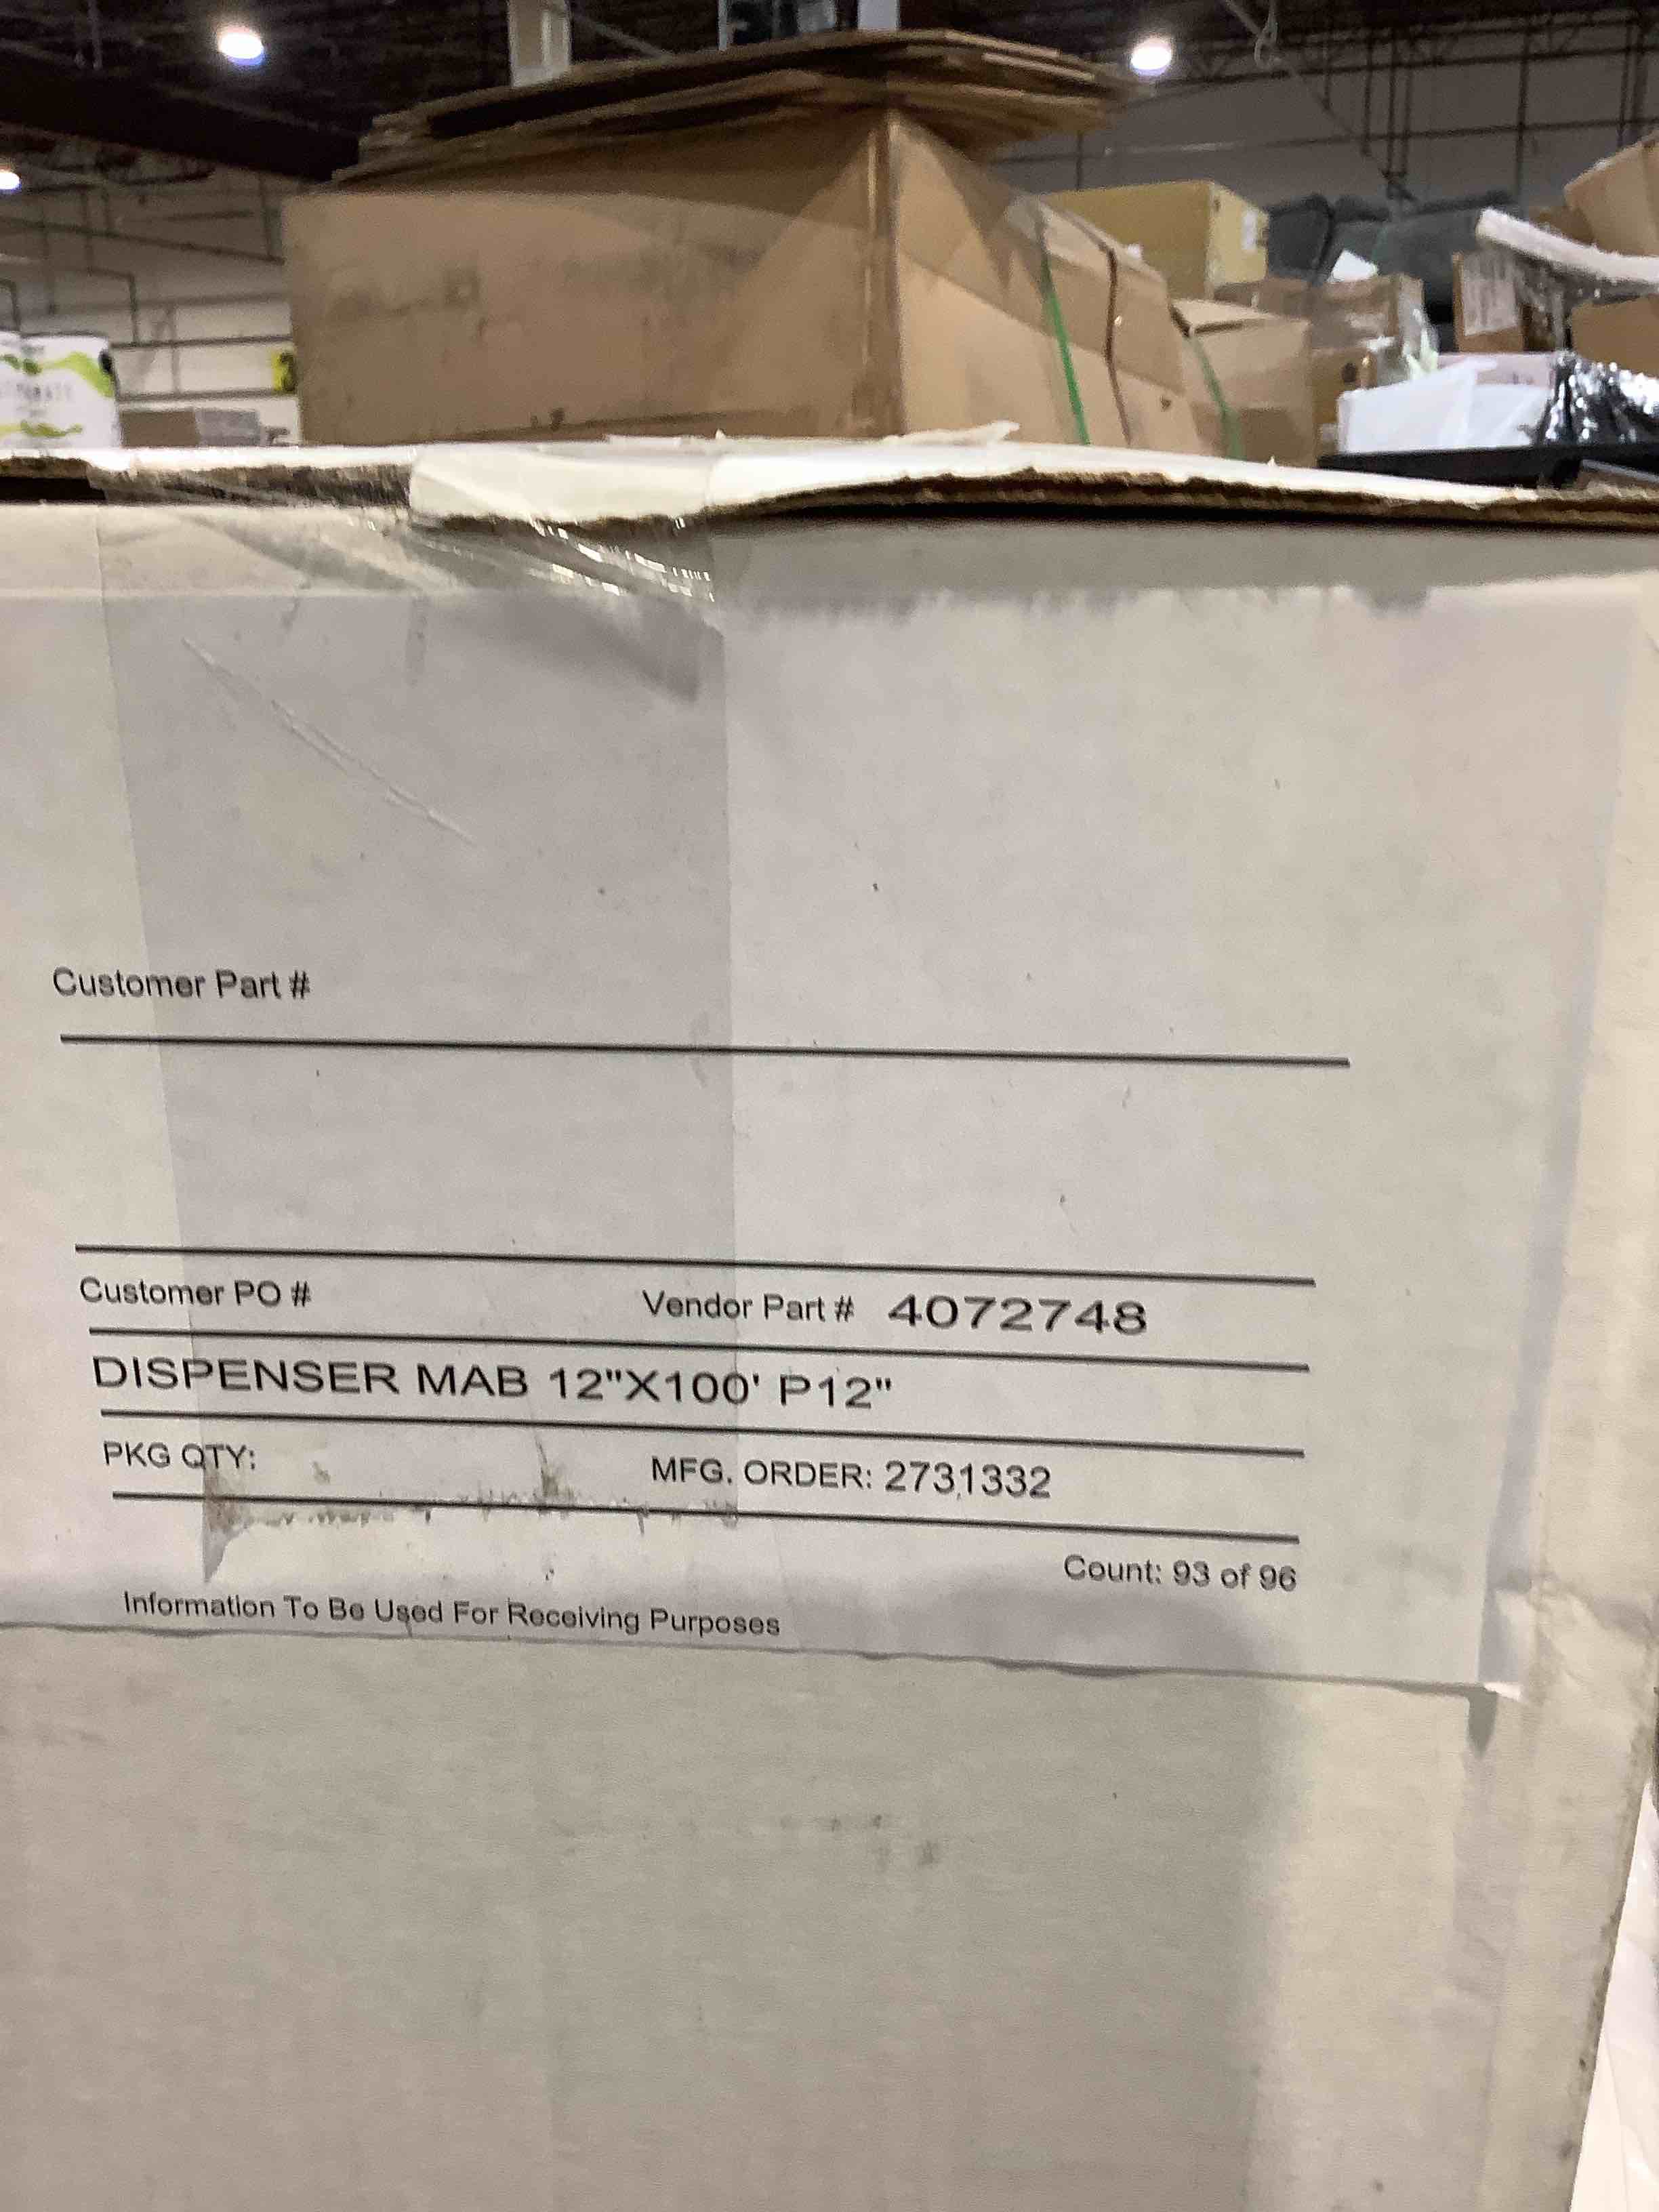 Customer Part #
Customer PO # Vendor Part # 4072748
DISPENSER MAB 12"X100' P12"
PKG QTY: MFG. ORDER: 2731332
Count: 93 of 96
Information To Be Used For Receiving Purposes